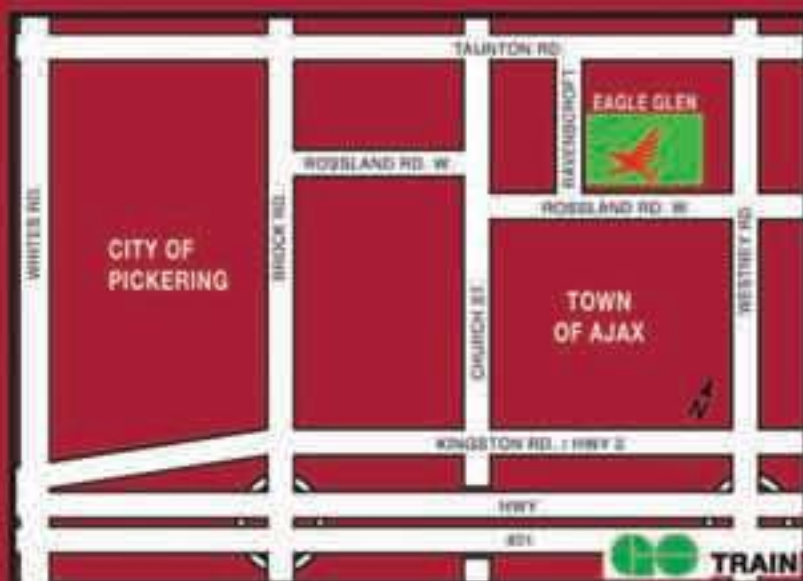 TAUNTON RD.
RAVENSCROFT
EAGLE GLEN
ROSSLAND RD. W
ROSSLAND RD. W
WHITES RD.
BROCK RD.
CHURCH ST.
WESTNEY RD
CITY OF
PICKERING
TOWN
OF AJAX
N
KINGSTON RD. / HWY 2
HWY
401
GO TRAIN